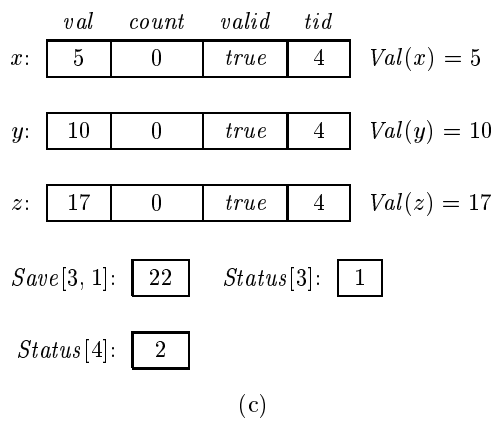 val count valid tid
x: 5 0 true 4 Val(x) = 5
y: 10 0 true 4 Val(y) = 10
z: 17 0 true 4 Val(z) = 17
Save[3, 1]: 22 Status[3]: 1
Status[4]: 2
(c)